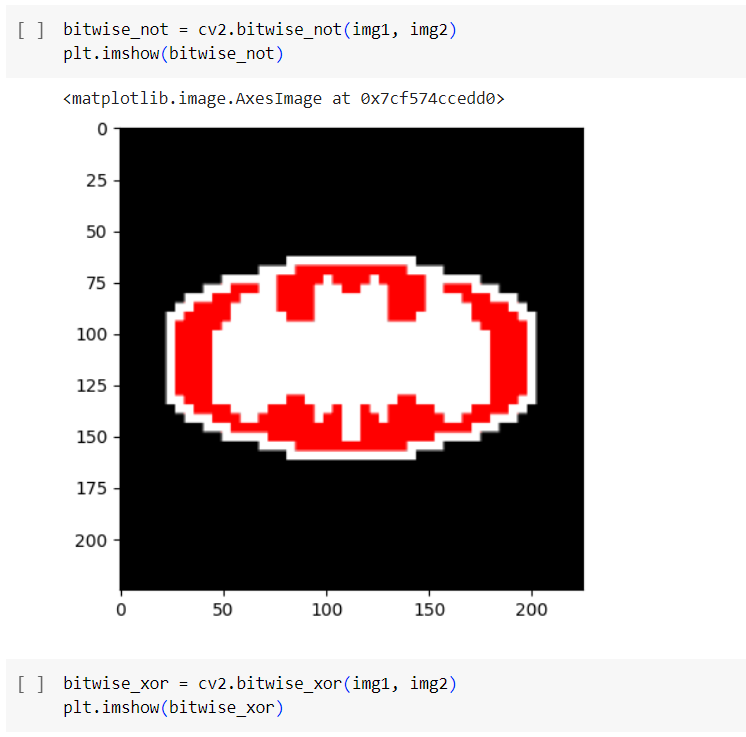 [ ] bitwise_not = cv2.bitwise_not(img1, img2)
plt.imshow(bitwise_not)
<matplotlib.image.AxesImage at 0x7cf574ccedd0>
0
25
50
75
100
125
150
175
200
0 50 100 150 200
[ ] bitwise_xor = cv2.bitwise_xor(img1, img2)
plt.imshow(bitwise_xor)